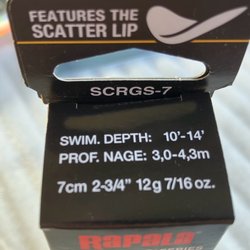 FEATURES THE
SCATTER LIP
SCRGS-7
SWIM. DEPTH: 10'-14'
PROF. NAGE: 3,0-4,3m
7cm 2-3/4" 12g 7/16 oz.
RAPALA
SERIES